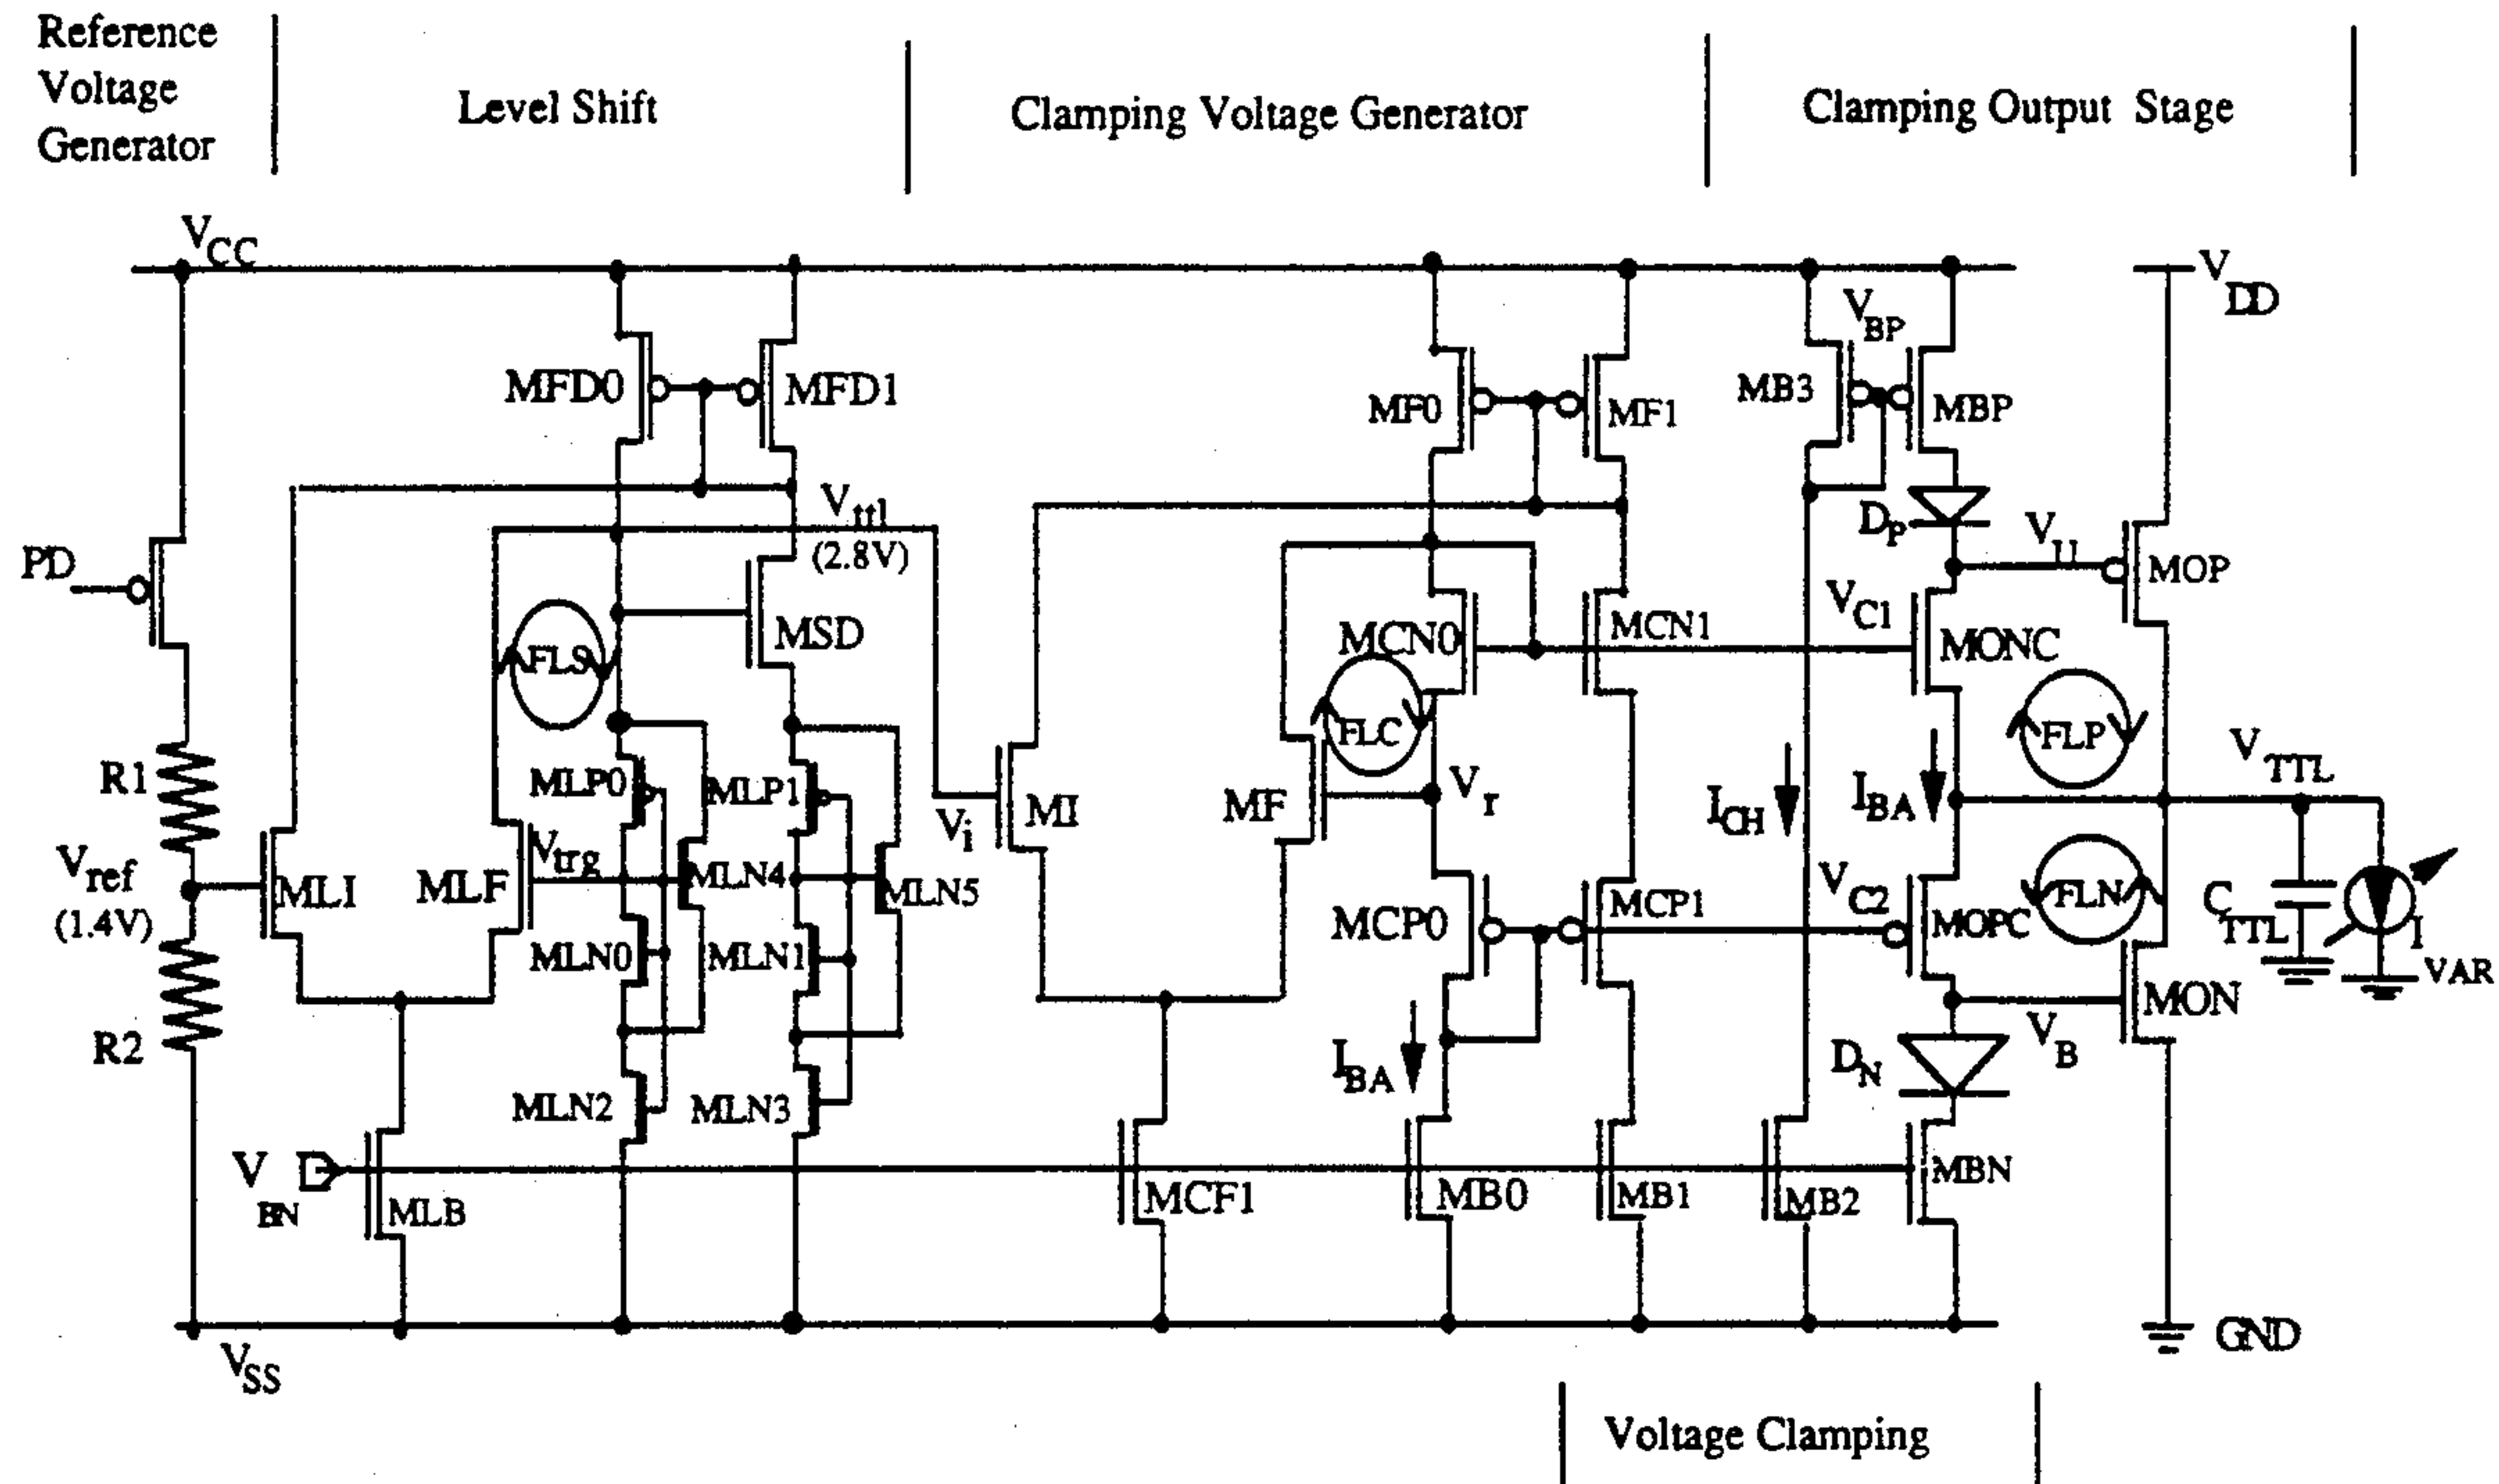 Reference
Voltage
Generator
Level Shift
Clamping Voltage Generator
Clamping Output Stage
VCC
VDD
VBP
MFD0
MFD1
MF0
MF1
MB3
MBP
Vttl
(2.8V)
DP
VU
MOP
PD
FLS
MSD
MCN0
MCN1
VC1
MONC
FLC
FLP
VTTL
R1
MLP0
MLP1
Vi
MI
MF
VI
ICH
IBA
Vref
(1.4V)
MLI
MLF
Vtrg
MLN4
MLN5
MCP0
MCP1
VC2
MOPC
FLN
CTTL
IVAR
MLN0
MLN1
MON
R2
IBA
DN
VB
MLN2
MLN3
VBN
MLB
MCF1
MB0
MB1
MB2
MBN
VSS
GND
Voltage Clamping